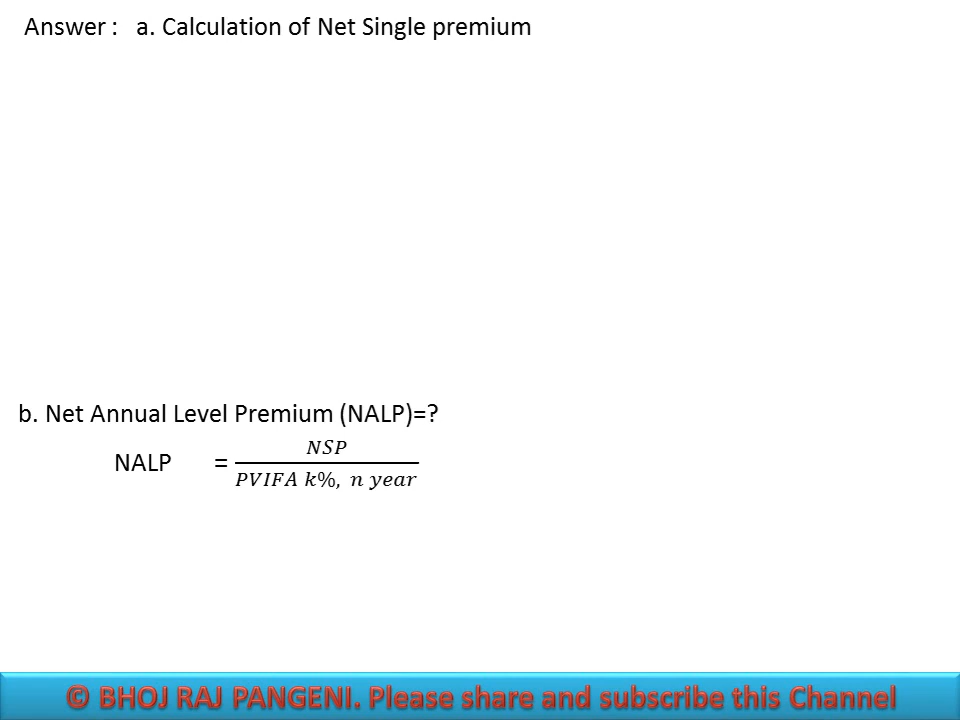 Answer :   a. Calculation of Net Single premium
b. Net Annual Level Premium (NALP)=?
NALP = NSP / PVIFA k%, n year
© BHOJ RAJ PANGENI. Please share and subscribe this Channel